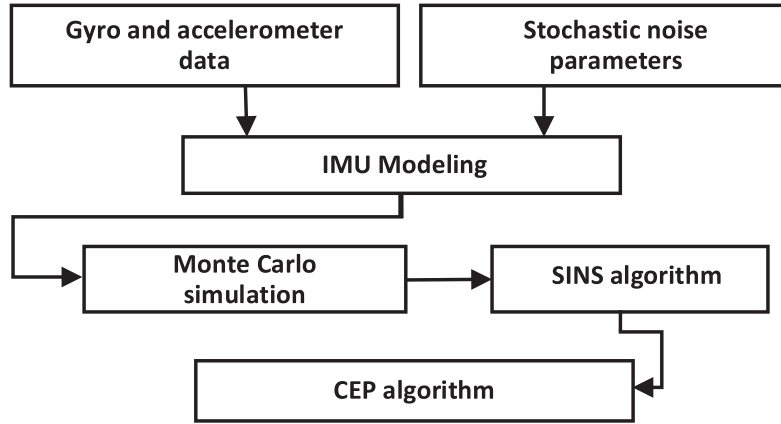 Gyro and accelerometer
data
Stochastic noise
parameters
IMU Modeling
Monte Carlo
simulation
SINS algorithm
CEP algorithm